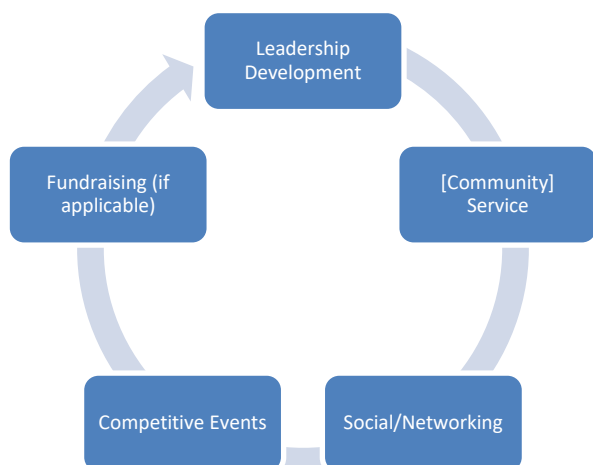 Leadership
Development
[Community]
Service
Social/Networking
Competitive Events
Fundraising (if
applicable)